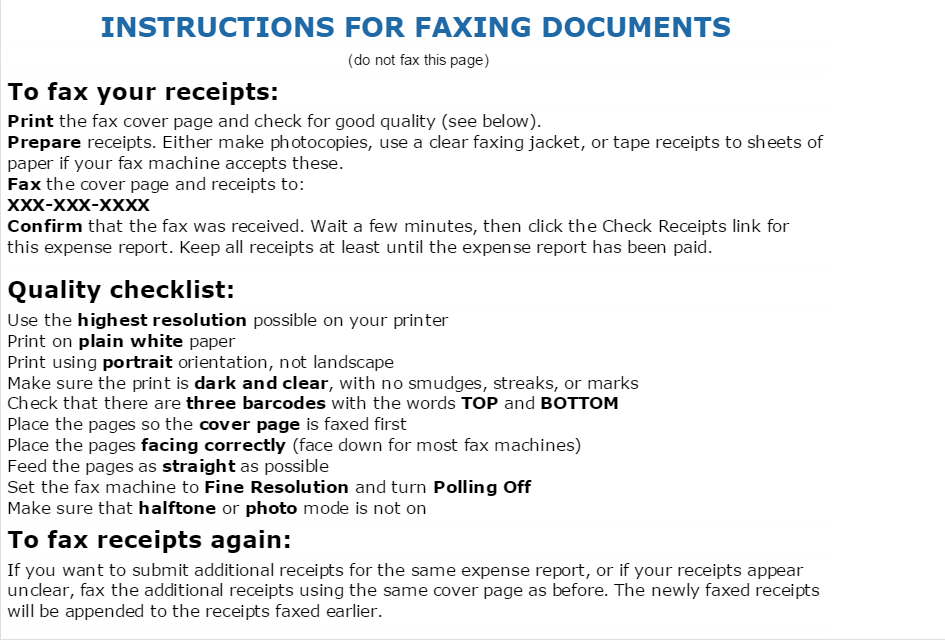 INSTRUCTIONS FOR FAXING DOCUMENTS
(do not fax this page)
To fax your receipts:
Print the fax cover page and check for good quality (see below).
Prepare receipts. Either make photocopies, use a clear faxing jacket, or tape receipts to sheets of
paper if your fax machine accepts these.
Fax the cover page and receipts to:
XXX-XXX-XXXX
Confirm that the fax was received. Wait a few minutes, then click the Check Receipts link for
this expense report. Keep all receipts at least until the expense report has been paid.
Quality checklist:
Use the highest resolution possible on your printer
Print on plain white paper
Print using portrait orientation, not landscape
Make sure the print is dark and clear, with no smudges, streaks, or marks
Check that there are three barcodes with the words TOP and BOTTOM
Place the pages so the cover page is faxed first
Place the pages facing correctly (face down for most fax machines)
Feed the pages as straight as possible
Set the fax machine to Fine Resolution and turn Polling Off
Make sure that halftone or photo mode is not on
To fax receipts again:
If you want to submit additional receipts for the same expense report, or if your receipts appear
unclear, fax the additional receipts using the same cover page as before. The newly faxed receipts
will be appended to the receipts faxed earlier.